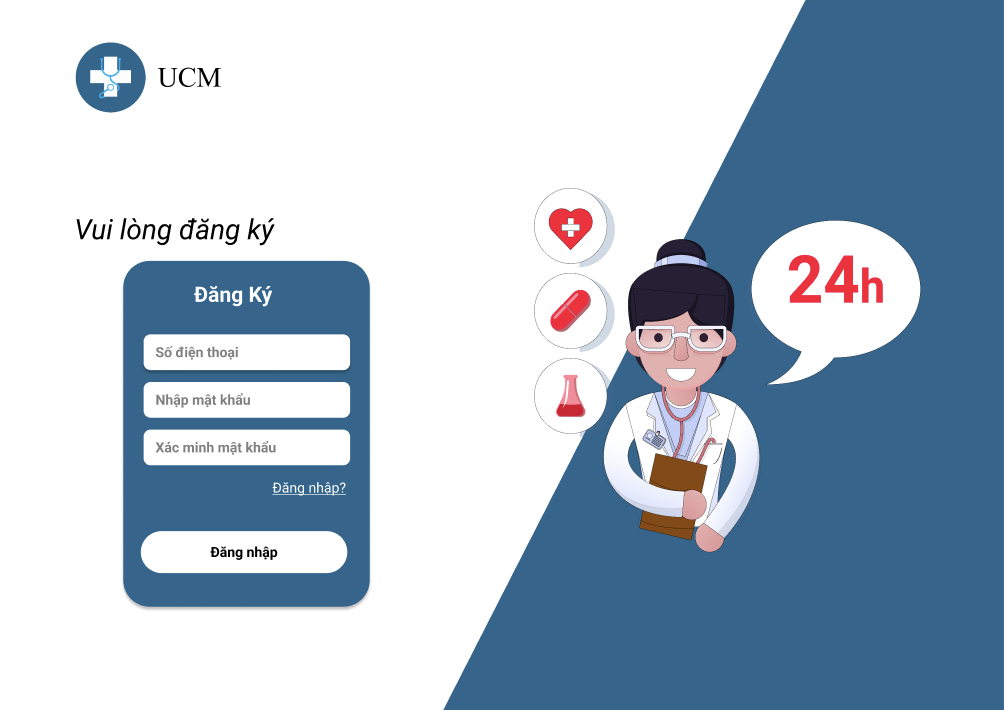 UCM
Vui lòng đăng ký
Đăng Ký
Số điện thoại
Nhập mật khẩu
Xác minh mật khẩu
Đăng nhập?
Đăng nhập
24h